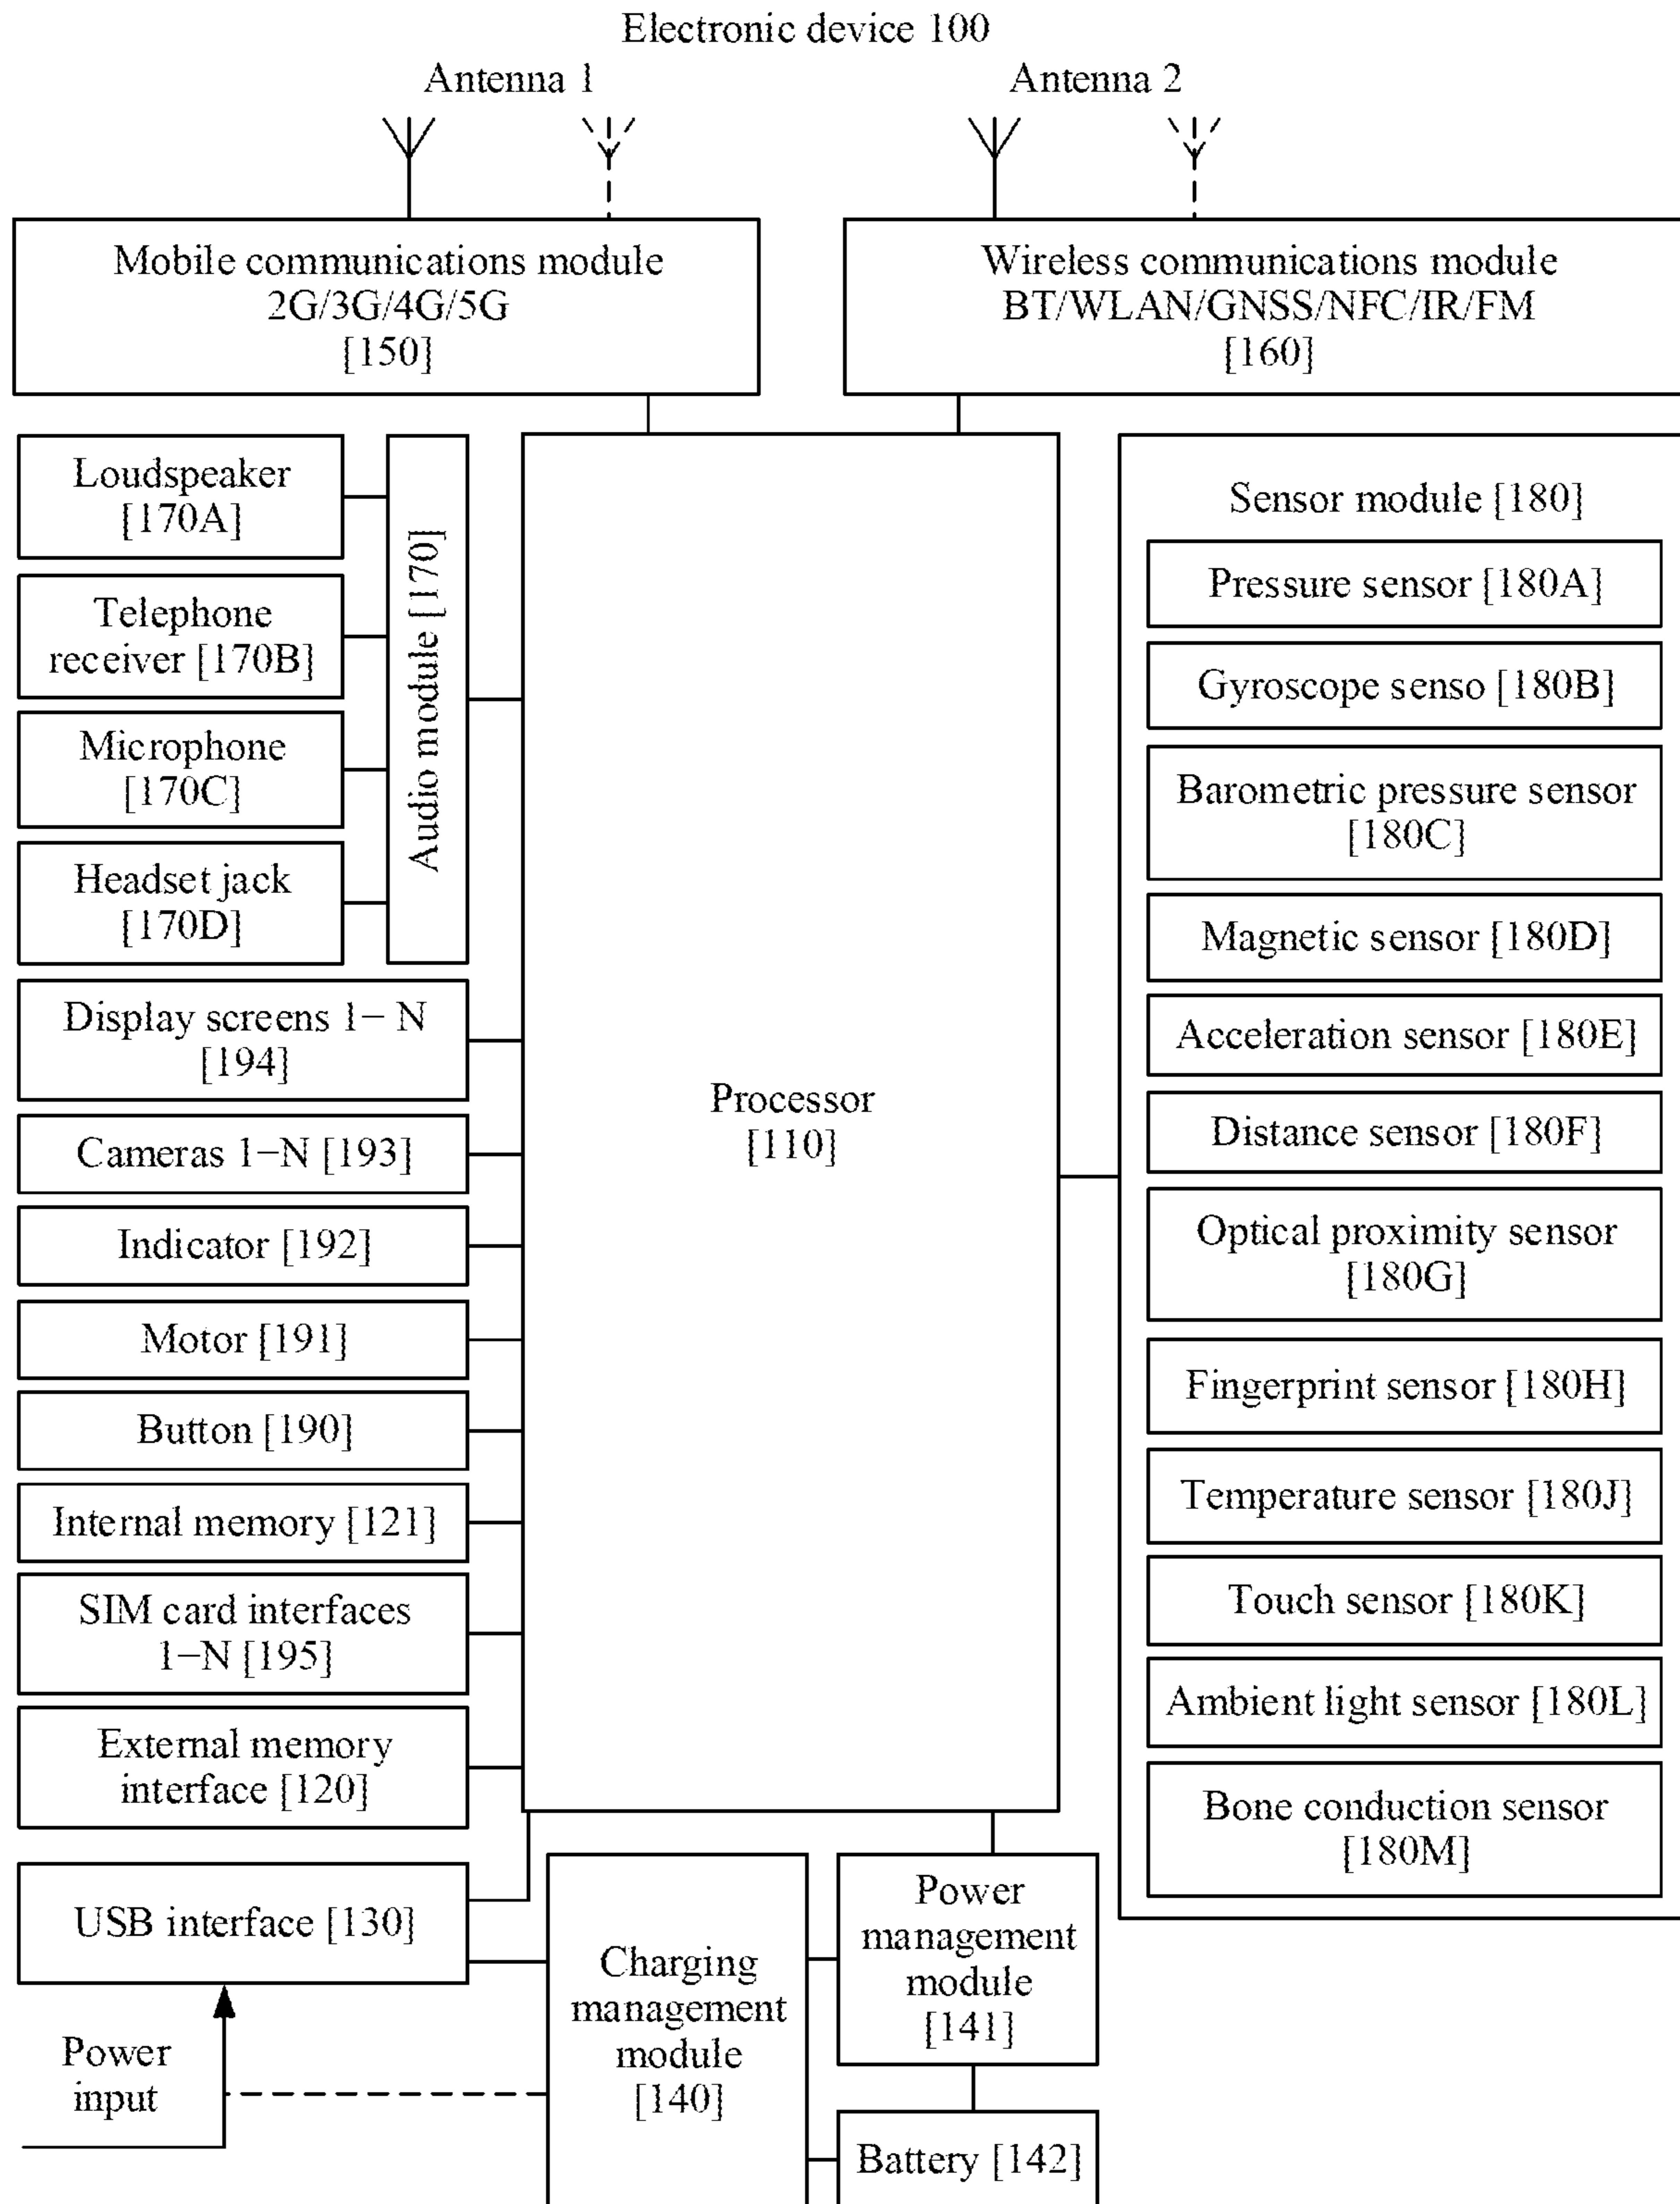 Electronic device 100
Antenna 1
Antenna 2
Mobile communications module
2G/3G/4G/5G
[150]
Wireless communications module
BT/WLAN/GNSS/NFC/IR/FM
[160]
Loudspeaker
[170A]
Telephone
receiver [170B]
Microphone
[170C]
Headset jack
[170D]
Audio module [170]
Display screens 1– N
[194]
Cameras 1–N [193]
Indicator [192]
Motor [191]
Button [190]
Internal memory [121]
SIM card interfaces
1–N [195]
External memory
interface [120]
USB interface [130]
Power
input
Processor
[110]
Charging
management
module
[140]
Power
management
module
[141]
Battery [142]
Sensor module [180]
Pressure sensor [180A]
Gyroscope senso [180B]
Barometric pressure sensor
[180C]
Magnetic sensor [180D]
Acceleration sensor [180E]
Distance sensor [180F]
Optical proximity sensor
[180G]
Fingerprint sensor [180H]
Temperature sensor [180J]
Touch sensor [180K]
Ambient light sensor [180L]
Bone conduction sensor
[180M]